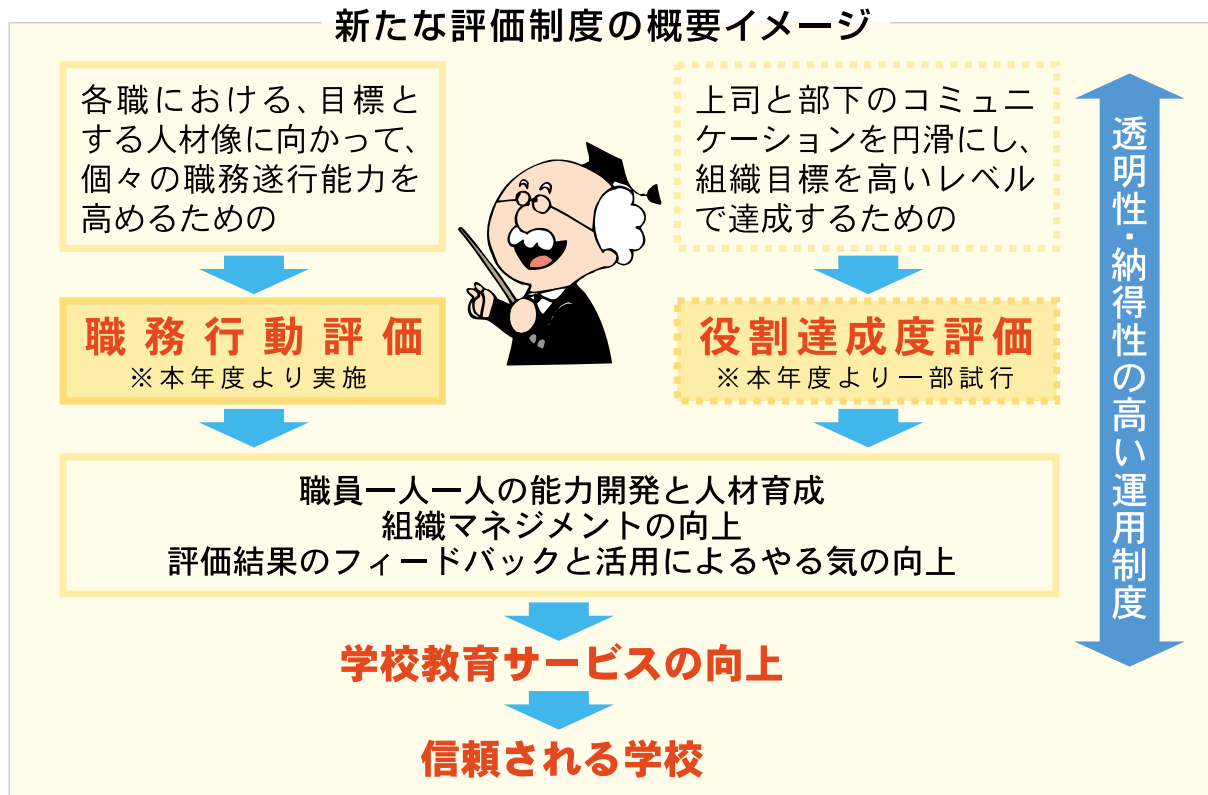 新たな評価制度の概要イメージ
各職における、目標と
する人材像に向かって、
個々の職務遂行能力を
高めるための
上司と部下のコミュニ
ケーションを円滑にし、
組織目標を高いレベル
で達成するための
職務行動評価
※本年度より実施
役割達成度評価
※本年度より一部試行
職員一人一人の能力開発と人材育成
組織マネジメントの向上
評価結果のフィードバックと活用によるやる気の向上
学校教育サービスの向上
信頼される学校
透明性・納得性の高い運用制度